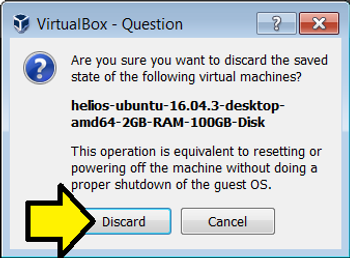 VirtualBox - Question
Are you sure you want to discard the saved
state of the following virtual machines?
helios-ubuntu-16.04.3-desktop-
amd64-2GB-RAM-100GB-Disk
This operation is equivalent to resetting or
powering off the machine without doing a
proper shutdown of the guest OS.
Discard
Cancel